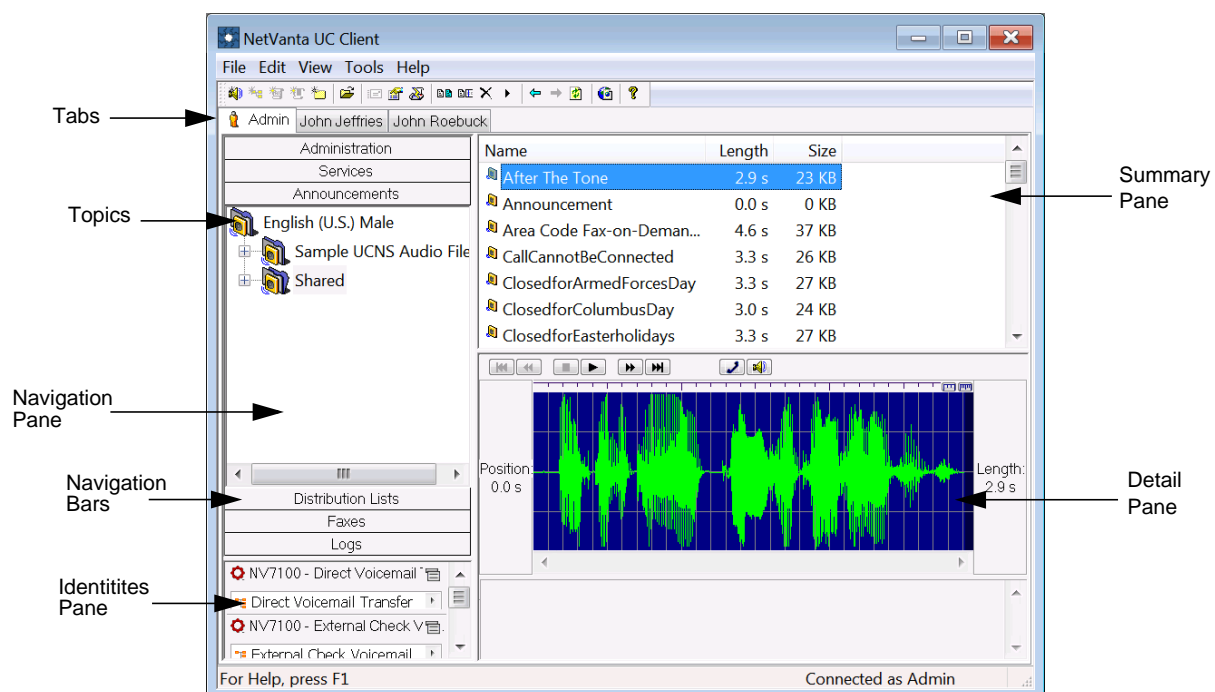 NetVanta UC Client
File Edit View Tools Help
Tabs
Admin John Jeffries John Roebuck
Administration
Services
Announcements
Topics
English (U.S.) Male
Sample UCNS Audio File
Shared
Navigation
Pane
Navigation
Bars
Distribution Lists
Faxes
Logs
Identitites
Pane
NV7100 - Direct Voicemail
Direct Voicemail Transfer
NV7100 - External Check V
External Check Voicemail
Name Length Size
After The Tone 2.9 s 23 KB
Announcement 0.0 s 0 KB
Area Code Fax-on-Deman... 4.6 s 37 KB
CallCannotBeConnected 3.3 s 26 KB
ClosedforArmedForcesDay 3.3 s 27 KB
ClosedforColumbusDay 3.0 s 24 KB
ClosedforEasterholidays 3.3 s 27 KB
Summary
Pane
Position:
0.0 s
Length:
2.9 s
Detail
Pane
For Help, press F1
Connected as Admin